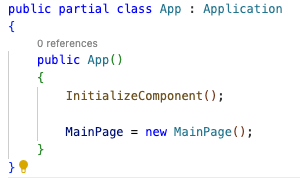 public partial class App : Application
{
0 references
public App()
{
InitializeComponent();
MainPage = new MainPage();
}
}